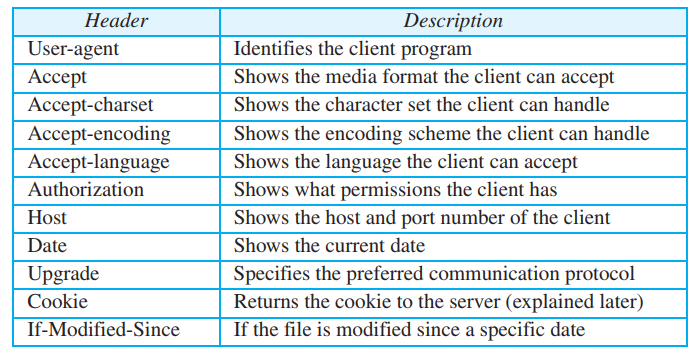 Header Description
User-agent Identifies the client program
Accept Shows the media format the client can accept
Accept-charset Shows the character set the client can handle
Accept-encoding Shows the encoding scheme the client can handle
Accept-language Shows the language the client can accept
Authorization Shows what permissions the client has
Host Shows the host and port number of the client
Date Shows the current date
Upgrade Specifies the preferred communication protocol
Cookie Returns the cookie to the server (explained later)
If-Modified-Since If the file is modified since a specific date